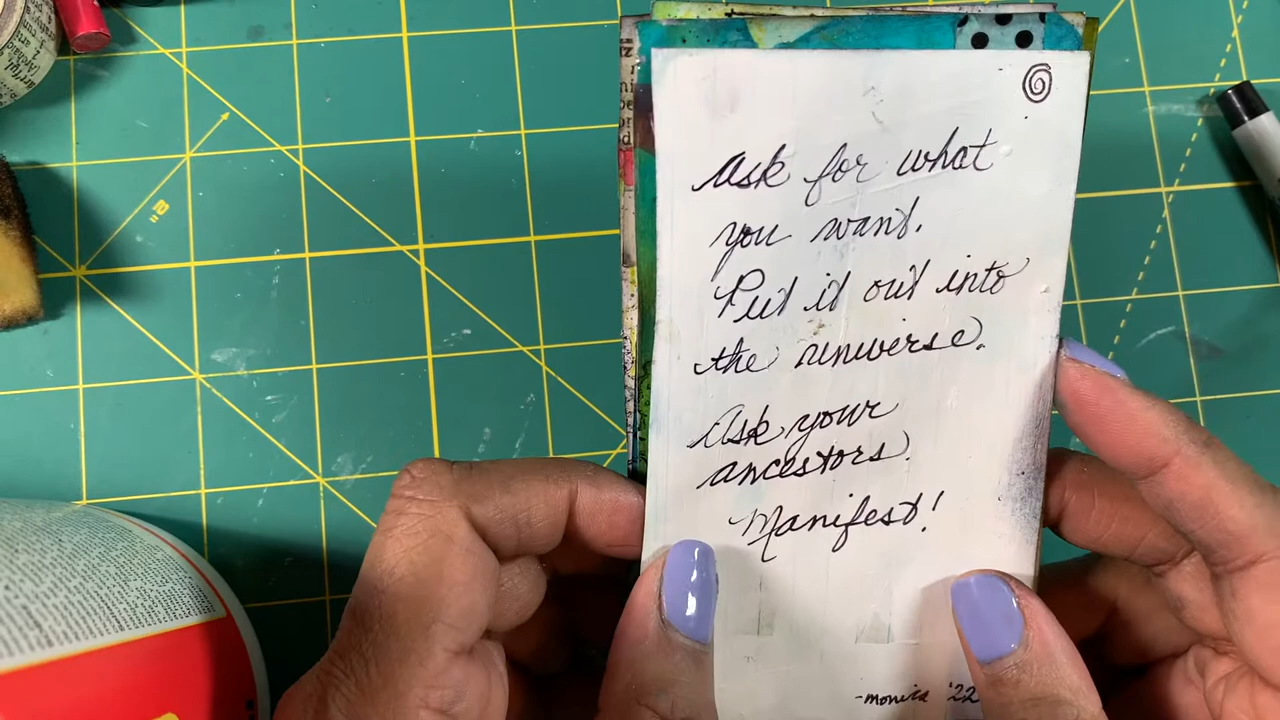 Ask for what
you want.
Put it out into
the universe.
Ask your
ancestors.
Manifest!
-monica '22